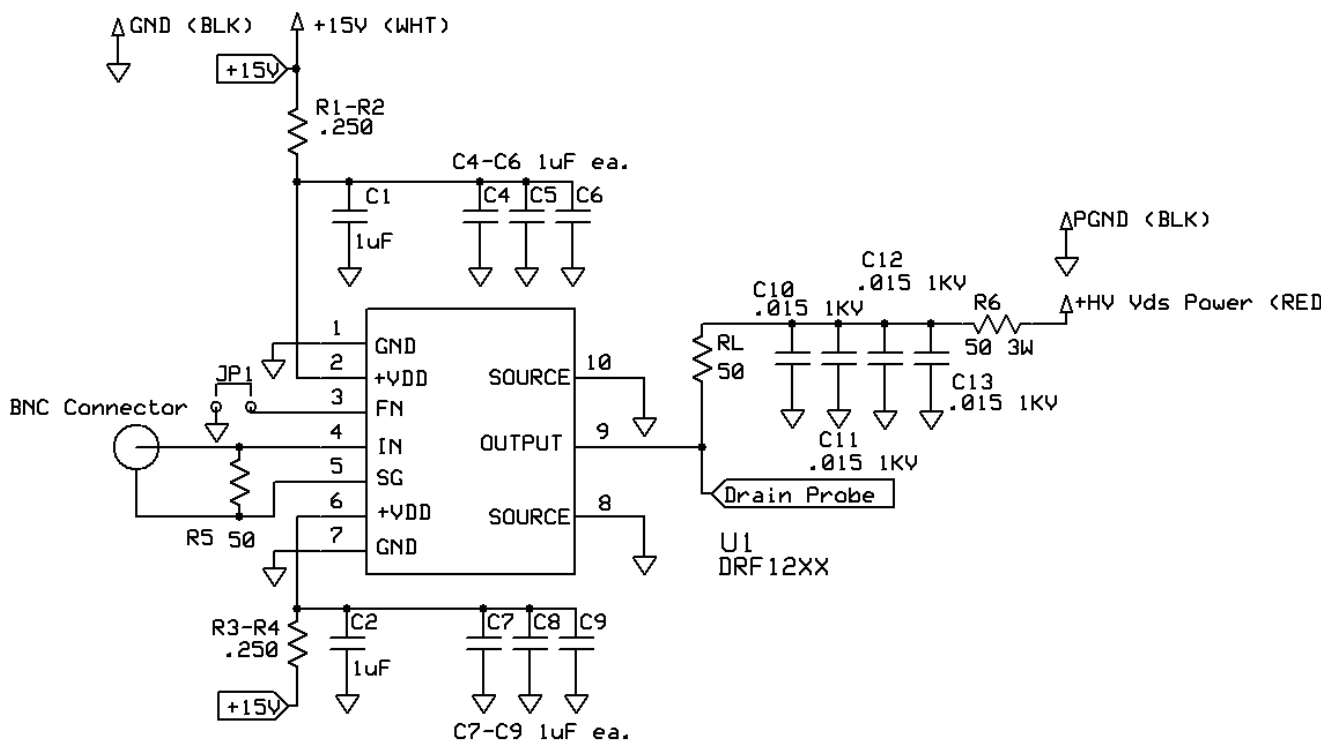 GND (BLK)
+15V (WHT)
+15V
R1-R2
.250
C4-C6 1uF ea.
C1
C4
C5
C6
1uF
PGND (BLK)
C12
.015 1KV
C10
.015 1KV
R6
+HV Vds Power (RED
50 3W
RL
50
C13
.015 1KV
C11
.015 1KV
1
GND
2
+VDD
JP1
3
FN
BNC Connector
4
IN
5
SG
6
+VDD
R5 50
7
GND
SOURCE
10
OUTPUT
9
SOURCE
8
Drain Probe
U1
DRF12XX
R3-R4
.250
C2
C7
C8
C9
1uF
+15V
C7-C9 1uF ea.